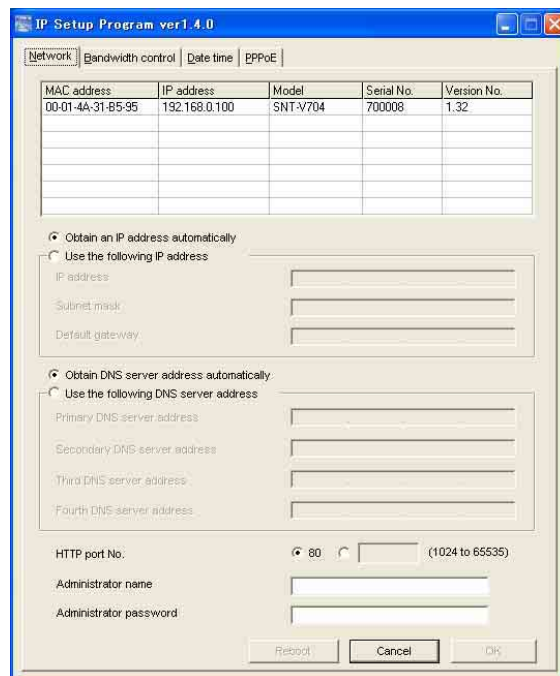 IP Setup Program ver1.4.0
Network Bandwidth control Date time PPPoE
MAC address IP address Model Serial No. Version No.
00-01-4A-31-B5-95 192.168.0.100 SNT-V704 700008 1.32
Obtain an IP address automatically
Use the following IP address
IP address
Subnet mask
Default gateway
Obtain DNS server address automatically
Use the following DNS server address
Primary DNS server address
Secondary DNS server address
Third DNS server address
Fourth DNS server address
HTTP port No. 80 (1024 to 65535)
Administrator name
Administrator password
Reboot Cancel OK